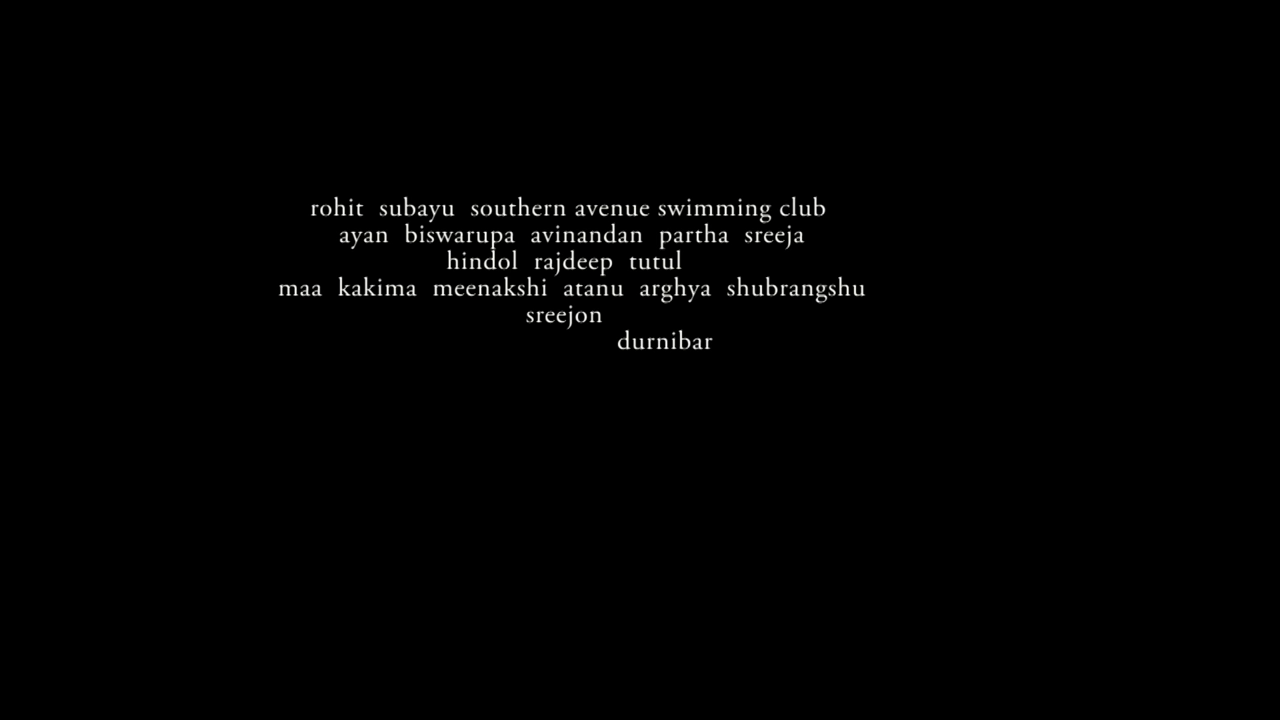 rohit subayu southern avenue swimming club
ayan biswarupa avinandan partha sreeja
hindol rajdeep tutul
maa kakima meenakshi atanu arghya shubrangshu
sreejon
durnibar